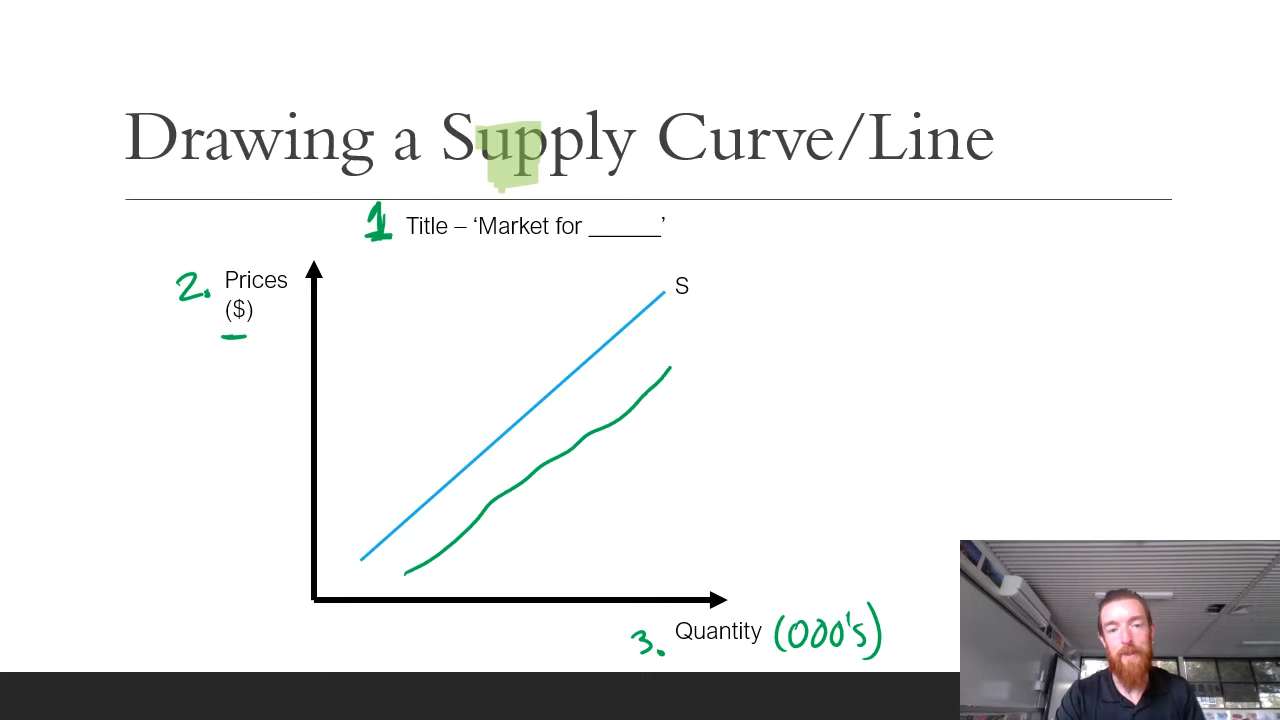 Drawing a Supply Curve/Line
1 Title – ‘Market for ______’
2. Prices
($)
S
3. Quantity (000's)